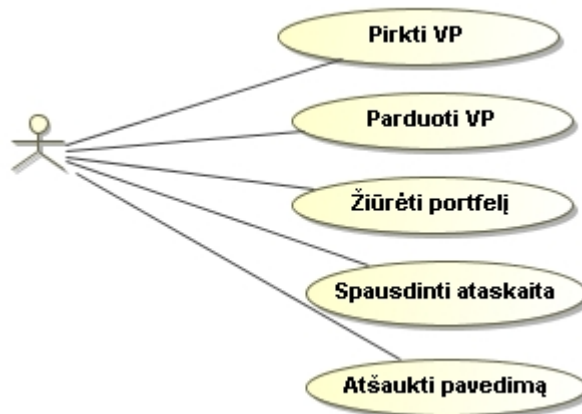 Pirkti VP
Parduoti VP
Žiūrėti portfelį
Spausdinti ataskaita
Atšaukti pavedimą